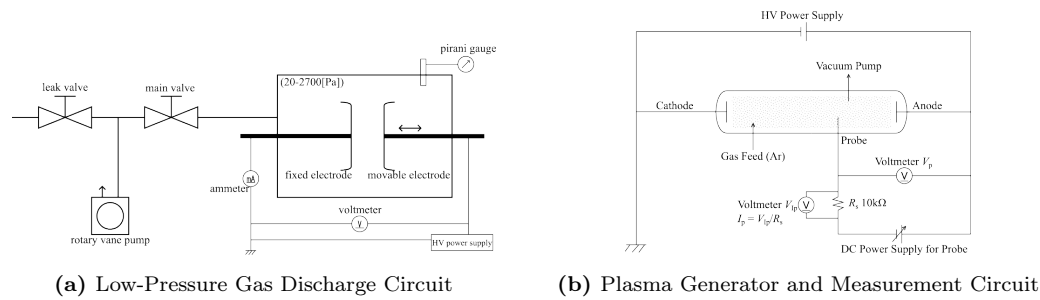 pirani gauge
(20-2700[Pa])
leak valve
main valve
fixed electrode
movable electrode
ammeter
mA
voltmeter
V
HV power supply
rotary vane pump
(a) Low-Pressure Gas Discharge Circuit
HV Power Supply
Vacuum Pump
Cathode
Anode
Probe
Gas Feed (Ar)
Voltmeter Vp
V
Voltmeter VIp
V
Rs 10kΩ
Ip = VIp/Rs
DC Power Supply for Probe
(b) Plasma Generator and Measurement Circuit